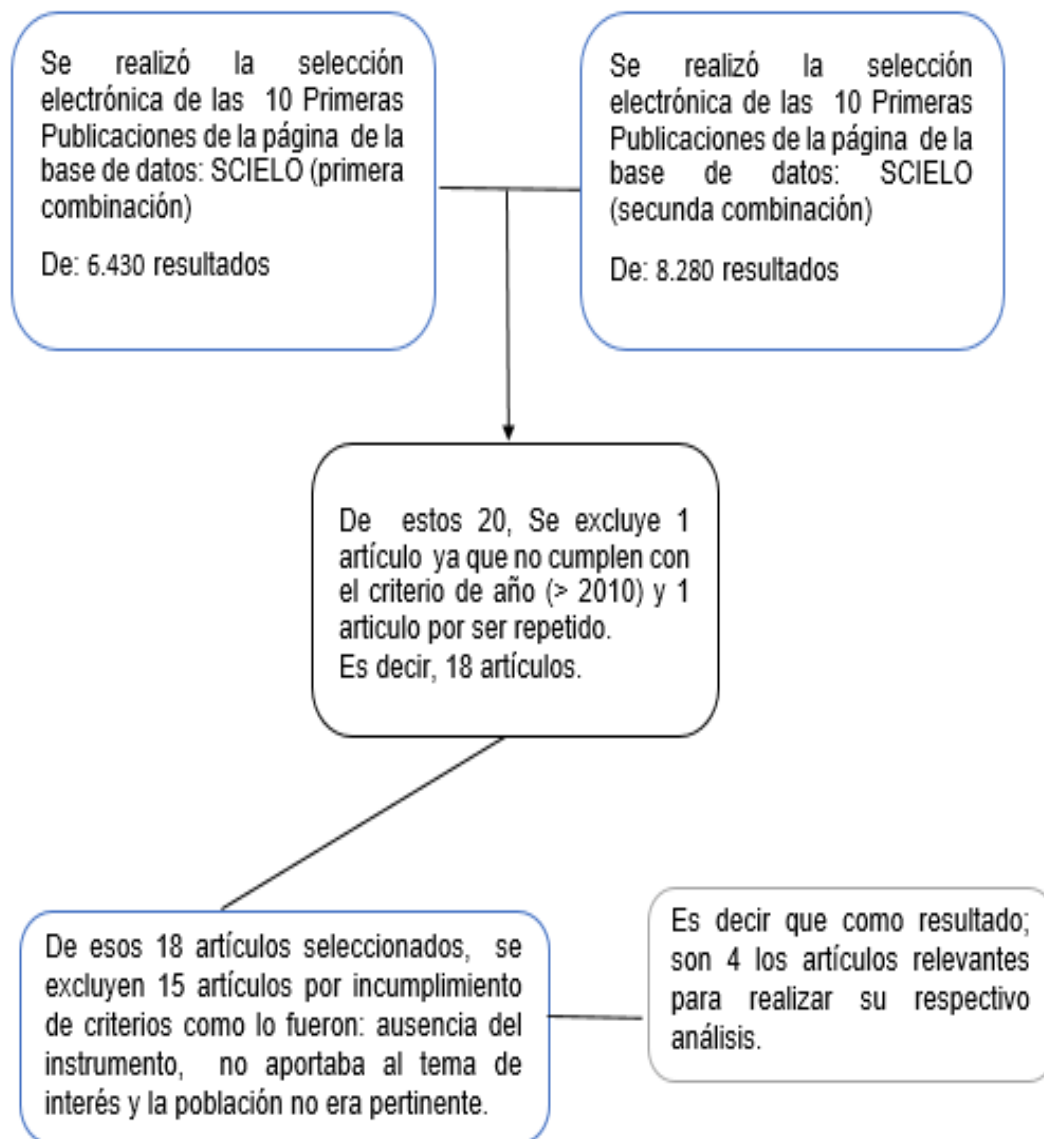 Se realizó la selección
electrónica de las 10 Primeras
Publicaciones de la página de la
base de datos: SCIELO (primera
combinación)
De: 6.430 resultados
Se realizó la selección
electrónica de las 10 Primeras
Publicaciones de la página de la
base de datos: SCIELO
(secunda combinación)
De: 8.280 resultados
De estos 20, Se excluye 1
artículo ya que no cumplen con
el criterio de año (> 2010) y 1
articulo por ser repetido.
Es decir, 18 artículos.
De esos 18 artículos seleccionados, se
excluyen 15 artículos por incumplimiento
de criterios como lo fueron: ausencia del
instrumento, no aportaba al tema de
interés y la población no era pertinente.
Es decir que como resultado;
son 4 los artículos relevantes
para realizar su respectivo
análisis.